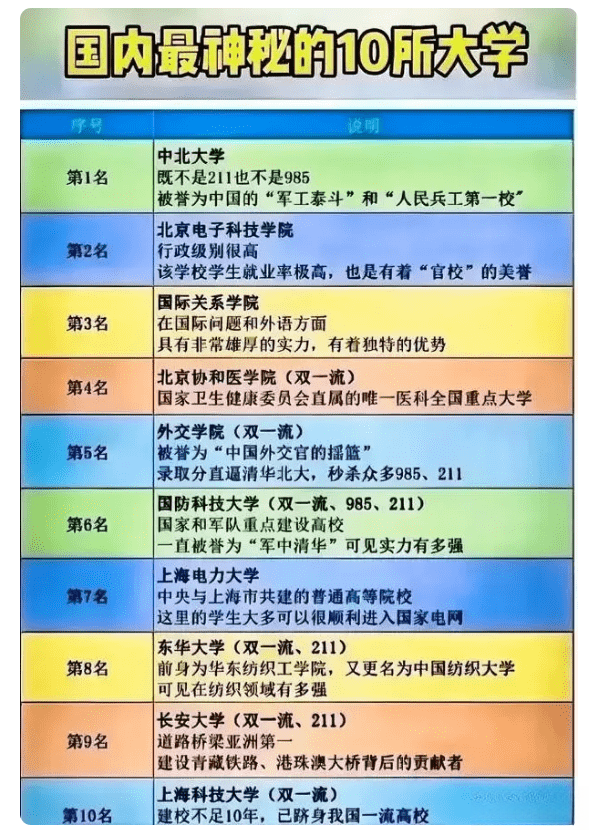 国内最神秘的10所大学
序号 说明
第1名
中北大学
既不是211也不是985
被誉为中国的“军工泰斗”和“人民兵工第一校”
第2名
北京电子科技学院
行政级别很高
该学校学生就业率极高，也是有着“官校”的美誉
第3名
国际关系学院
在国际问题和外语方面
具有非常雄厚的实力，有着独特的优势
第4名
北京协和医学院（双一流）
国家卫生健康委员会直属的唯一医科全国重点大学
第5名
外交学院（双一流）
被誉为“中国外交官的摇篮”
录取分直逼清华北大，秒杀众多985、211
第6名
国防科技大学（双一流、985、211）
国家和军队重点建设高校
一直被誉为“军中清华”可见实力有多强
第7名
上海电力大学
中央与上海市共建的普通高等院校
这里的学生大多可以很顺利进入国家电网
第8名
东华大学（双一流、211）
前身为华东纺织工学院，又更名为中国纺织大学
可见在纺织领域有多强
第9名
长安大学（双一流、211）
道路桥梁亚洲第一
建设青藏铁路、港珠澳大桥背后的贡献者
第10名
上海科技大学（双一流）
建校不足10年，已跻身我国一流高校